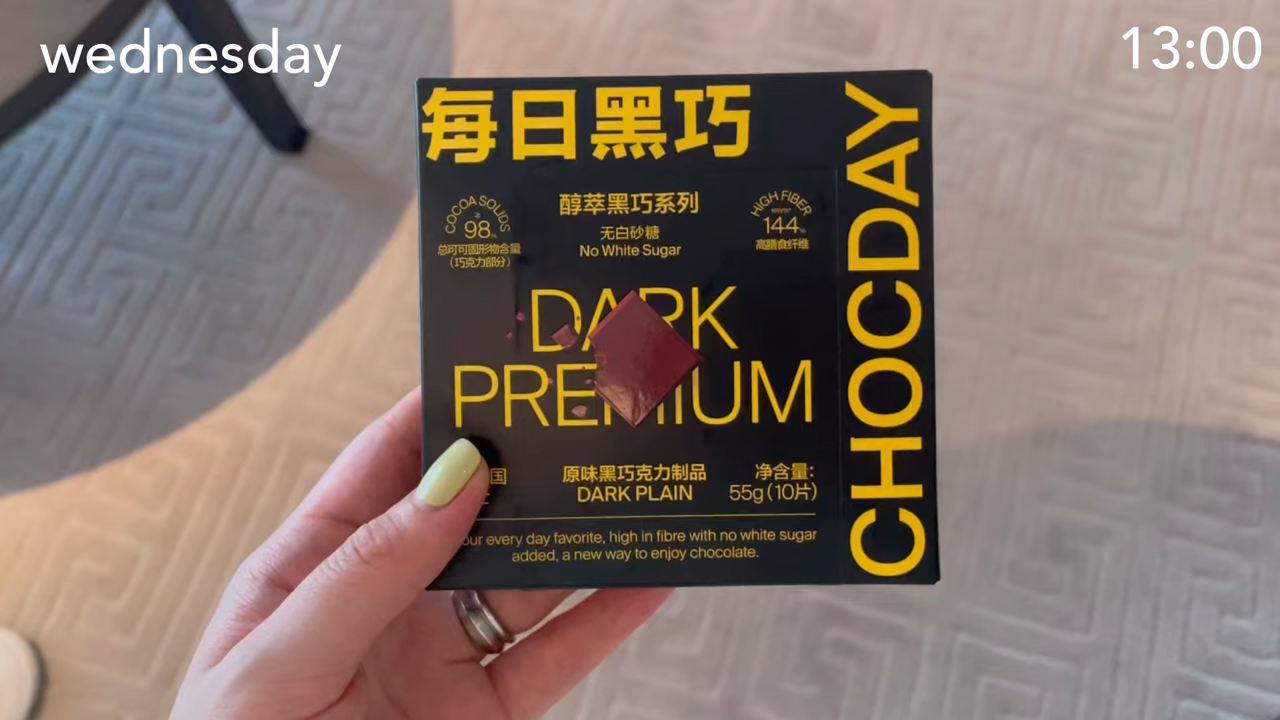 wednesday
13:00
每日黑巧
CHOCDAY
COCOA SOLIDS
≥
98%
总可可固形物含量
(巧克力部分)
醇萃黑巧系列
无白砂糖
No White Sugar
HIGH FIBER
144%
高膳食纤维
DARK
PREMIUM
国
原味黑巧克力制品
DARK PLAIN
净含量:
55g(10片)
our every day favorite, high in fibre with no white sugar
added, a new way to enjoy chocolate.